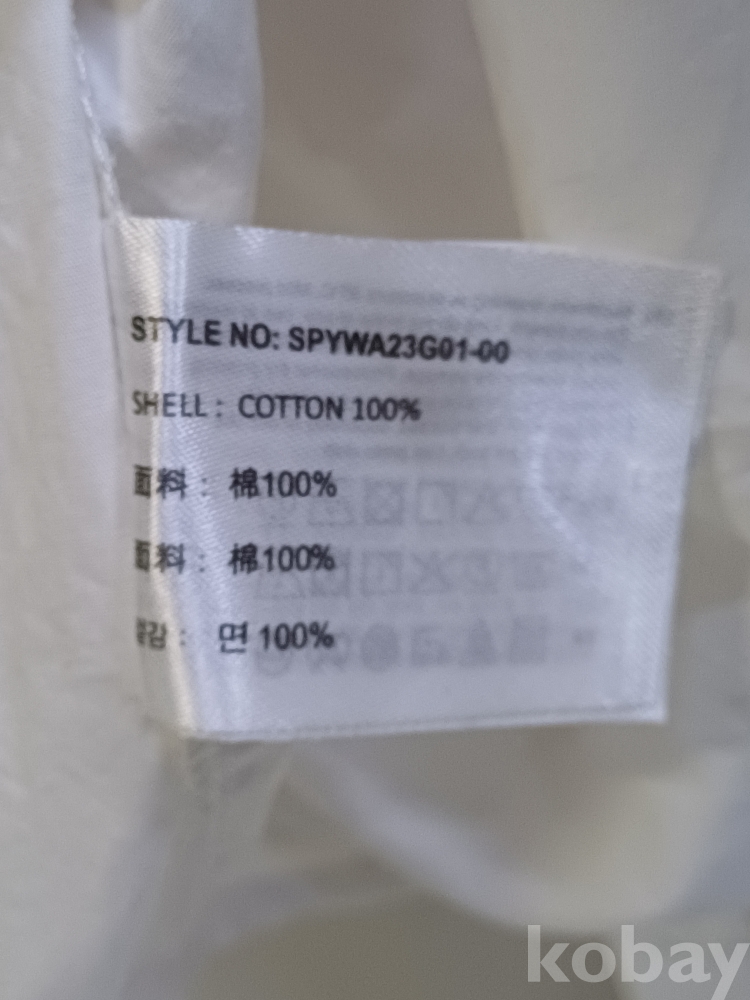 STYLE NO: SPYWA23G01-00
SHELL : COTTON 100%
面料 : 棉100%
面料 : 棉100%
겉감 : 면 100%
kobay